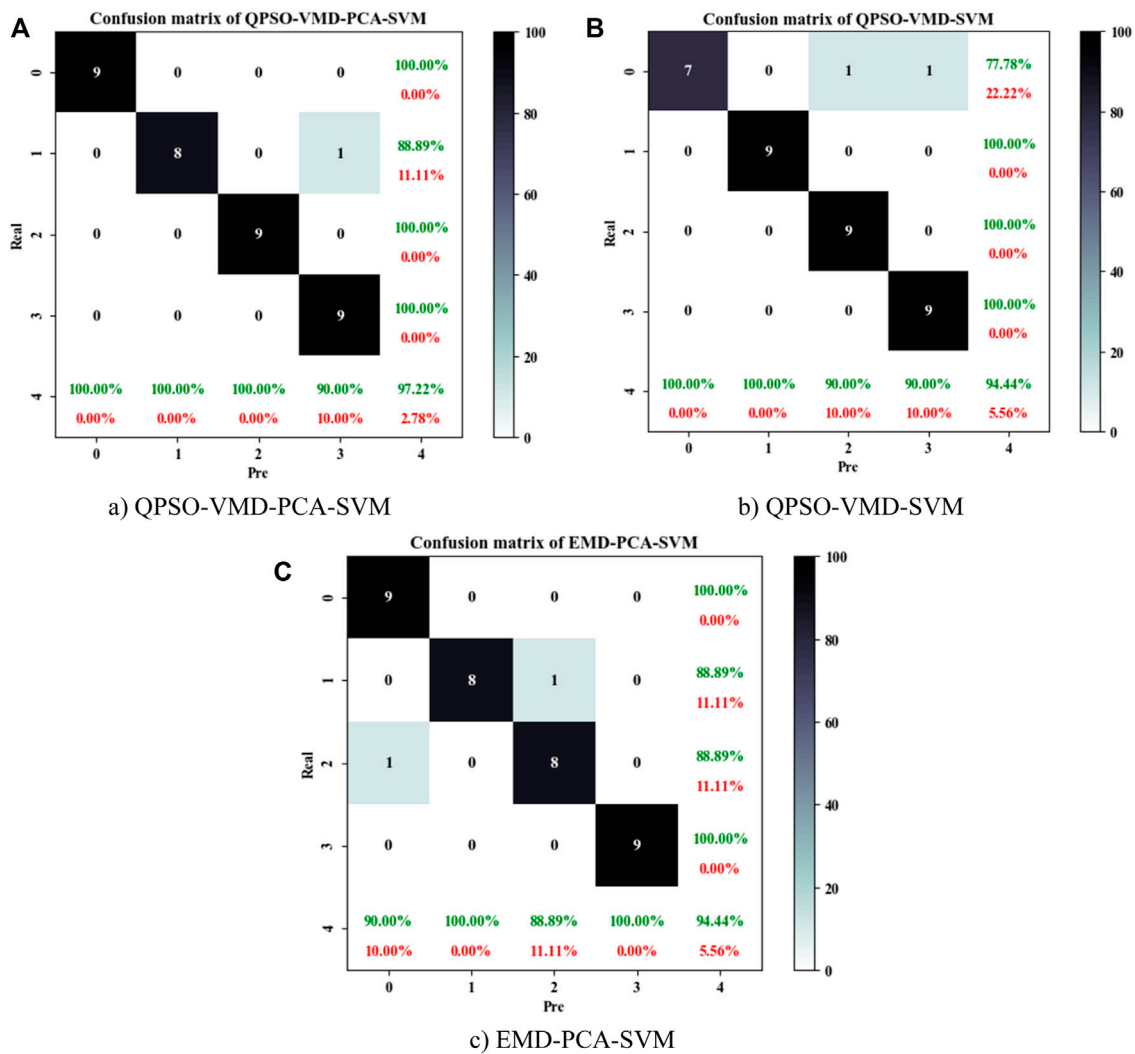 A
Confusion matrix of QPSO-VMD-PCA-SVM
0 9 0 0 0 100.00% 0.00%
1 0 8 0 1 88.89% 11.11%
2 0 0 9 0 100.00% 0.00%
3 0 0 0 9 100.00% 0.00%
4 100.00% 100.00% 100.00% 90.00% 97.22%
0.00% 0.00% 0.00% 10.00% 2.78%
0 1 2 3 4
Real
Pre
100
80
60
40
20
0
a) QPSO-VMD-PCA-SVM
B
Confusion matrix of QPSO-VMD-SVM
0 7 0 1 1 77.78% 22.22%
1 0 9 0 0 100.00% 0.00%
2 0 0 9 0 100.00% 0.00%
3 0 0 0 9 100.00% 0.00%
4 100.00% 100.00% 90.00% 90.00% 94.44%
0.00% 0.00% 10.00% 10.00% 5.56%
0 1 2 3 4
Pre
100
80
60
40
20
0
b) QPSO-VMD-SVM
C
Confusion matrix of EMD-PCA-SVM
0 9 0 0 0 100.00% 0.00%
1 0 8 1 0 88.89% 11.11%
2 1 0 8 0 88.89% 11.11%
3 0 0 0 9 100.00% 0.00%
4 90.00% 100.00% 88.89% 100.00% 94.44%
10.00% 0.00% 11.11% 0.00% 5.56%
0 1 2 3 4
Real
Pre
100
80
60
40
20
0
c) EMD-PCA-SVM